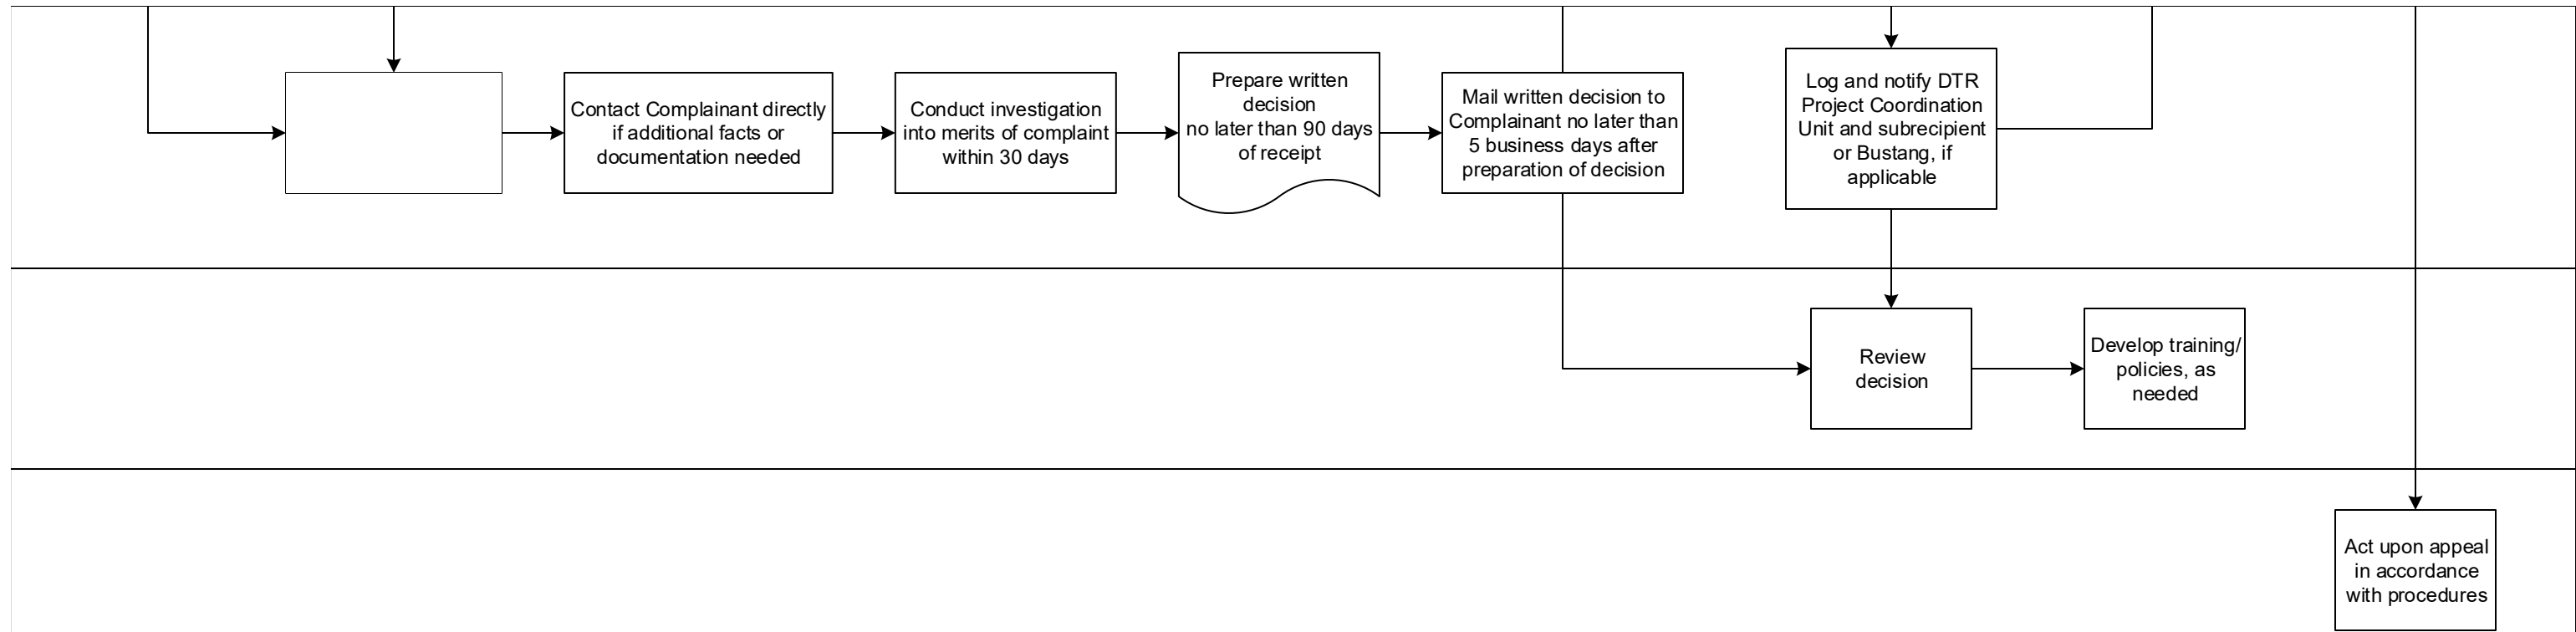 Contact Complainant directly
if additional facts or
documentation needed
Conduct investigation
into merits of complaint
within 30 days
Prepare written
decision
no later than 90 days
of receipt
Mail written decision to
Complainant no later than
5 business days after
preparation of decision
Log and notify DTR
Project Coordination
Unit and subrecipient
or Bustang, if
applicable
Review
decision
Develop training/
policies, as
needed
Act upon appeal
in accordance
with procedures